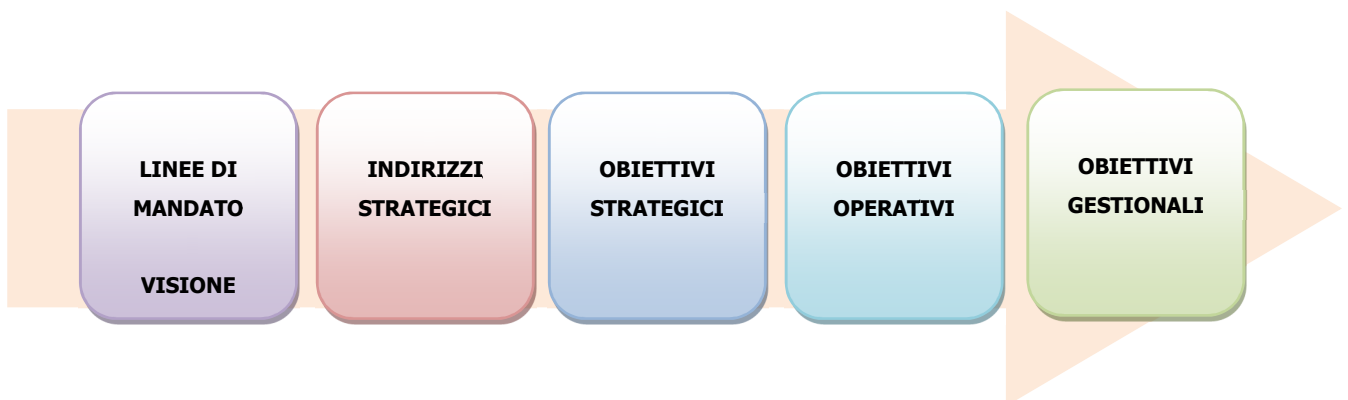 LINEE DI
MANDATO
VISIONE
INDIRIZZI
STRATEGICI
OBIETTIVI
STRATEGICI
OBIETTIVI
OPERATIVI
OBIETTIVI
GESTIONALI